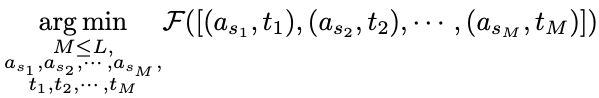 arg min F([(a_{s_1}, t_1), (a_{s_2}, t_2), ⋯ , (a_{s_M}, t_M)])
M≤L,
a_{s_1},a_{s_2},⋯ ,a_{s_M},
t_1,t_2,⋯ ,t_M